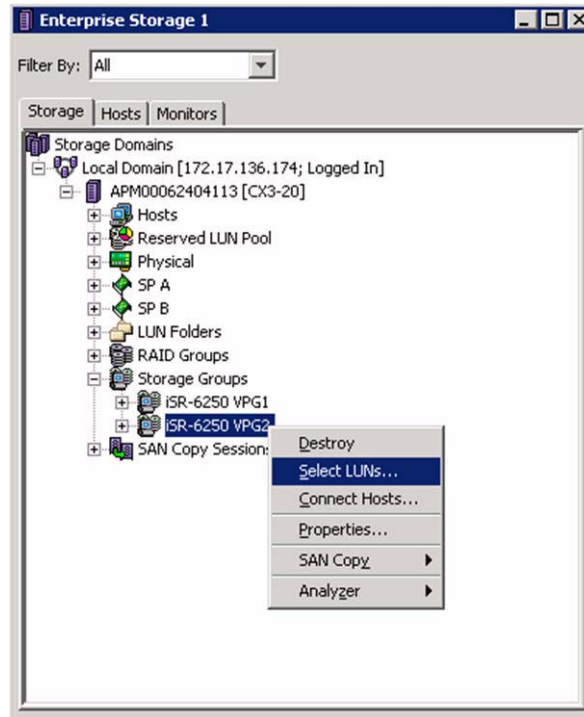 Enterprise Storage 1
Filter By: All
Storage Hosts Monitors
Storage Domains
Local Domain [172.17.136.174; Logged In]
APM00062404113 [CX3-20]
Hosts
Reserved LUN Pool
Physical
SP A
SP B
LUN Folders
RAID Groups
Storage Groups
iSR-6250 VPG1
iSR-6250 VPG2
SAN Copy Session
Destroy
Select LUNs...
Connect Hosts...
Properties...
SAN Copy
Analyzer